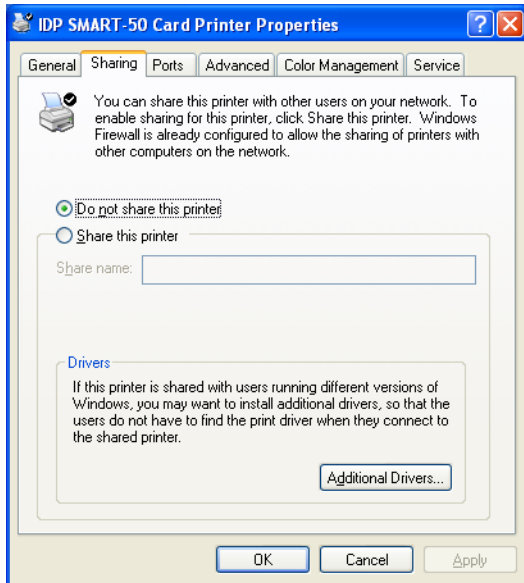 IDP SMART-50 Card Printer Properties
General Sharing Ports Advanced Color Management Service
You can share this printer with other users on your network. To
enable sharing for this printer, click Share this printer. Windows
Firewall is already configured to allow the sharing of printers with
other computers on the network.
Do not share this printer
Share this printer
Share name:
Drivers
If this printer is shared with users running different versions of
Windows, you may want to install additional drivers, so that the
users do not have to find the print driver when they connect to
the shared printer.
Additional Drivers...
OK Cancel Apply